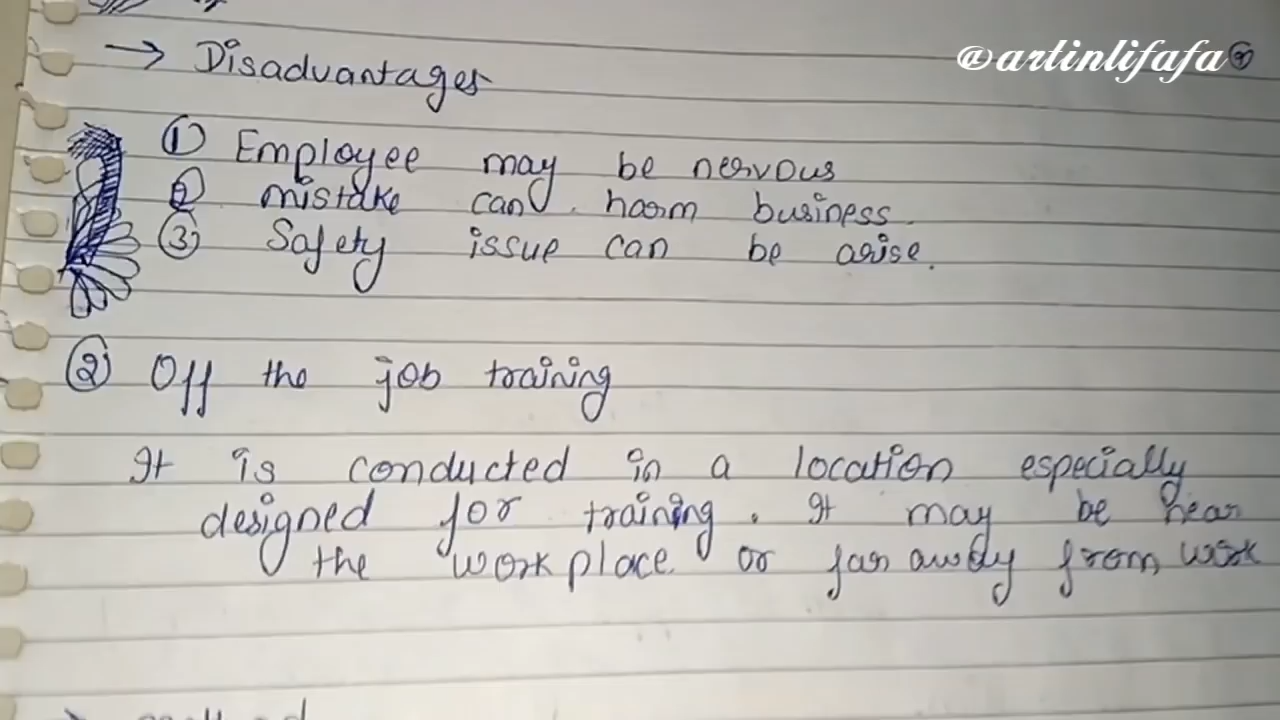 → Disadvantages
@artinlifafa
① Employee may be nervous
② mistake can harm business.
③ Safety issue can be arise.
② Off the job training
It is conducted in a location especially
designed for training. It may be near
the work place or far away from work